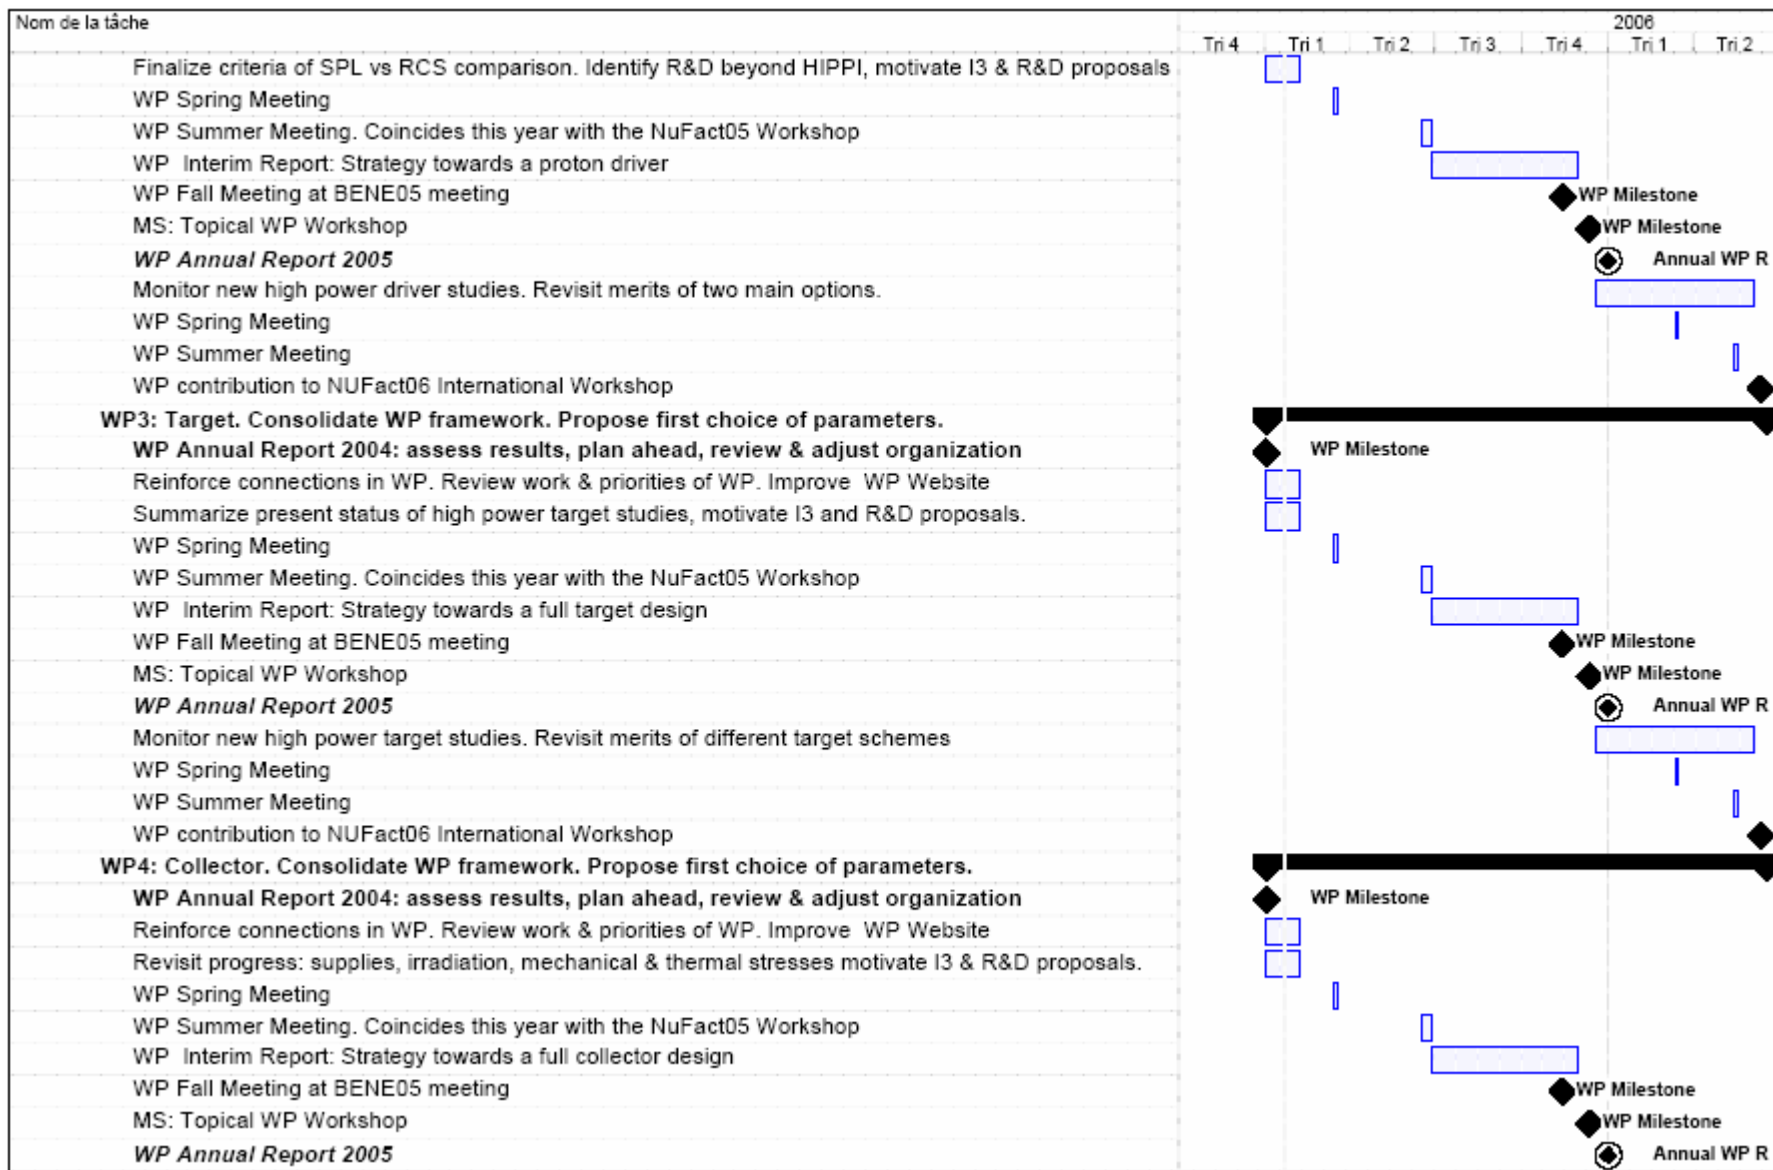 Nom de la tâche 2006
Tri 4 Tri 1 Tri 2 Tri 3 Tri 4 Tri 1 Tri 2
Finalize criteria of SPL vs RCS comparison. Identify R&D beyond HIPPI, motivate I3 & R&D proposals
WP Spring Meeting
WP Summer Meeting. Coincides this year with the NuFact05 Workshop
WP Interim Report: Strategy towards a proton driver
WP Fall Meeting at BENE05 meeting WP Milestone
MS: Topical WP Workshop WP Milestone
WP Annual Report 2005 Annual WP R
Monitor new high power driver studies. Revisit merits of two main options.
WP Spring Meeting
WP Summer Meeting
WP contribution to NUFact06 International Workshop
WP3: Target. Consolidate WP framework. Propose first choice of parameters.
WP Annual Report 2004: assess results, plan ahead, review & adjust organization WP Milestone
Reinforce connections in WP. Review work & priorities of WP. Improve WP Website
Summarize present status of high power target studies, motivate I3 and R&D proposals.
WP Spring Meeting
WP Summer Meeting. Coincides this year with the NuFact05 Workshop
WP Interim Report: Strategy towards a full target design
WP Fall Meeting at BENE05 meeting WP Milestone
MS: Topical WP Workshop WP Milestone
WP Annual Report 2005 Annual WP R
Monitor new high power target studies. Revisit merits of different target schemes
WP Spring Meeting
WP Summer Meeting
WP contribution to NUFact06 International Workshop
WP4: Collector. Consolidate WP framework. Propose first choice of parameters.
WP Annual Report 2004: assess results, plan ahead, review & adjust organization WP Milestone
Reinforce connections in WP. Review work & priorities of WP. Improve WP Website
Revisit progress: supplies, irradiation, mechanical & thermal stresses motivate I3 & R&D proposals.
WP Spring Meeting
WP Summer Meeting. Coincides this year with the NuFact05 Workshop
WP Interim Report: Strategy towards a full collector design
WP Fall Meeting at BENE05 meeting WP Milestone
MS: Topical WP Workshop WP Milestone
WP Annual Report 2005 Annual WP R